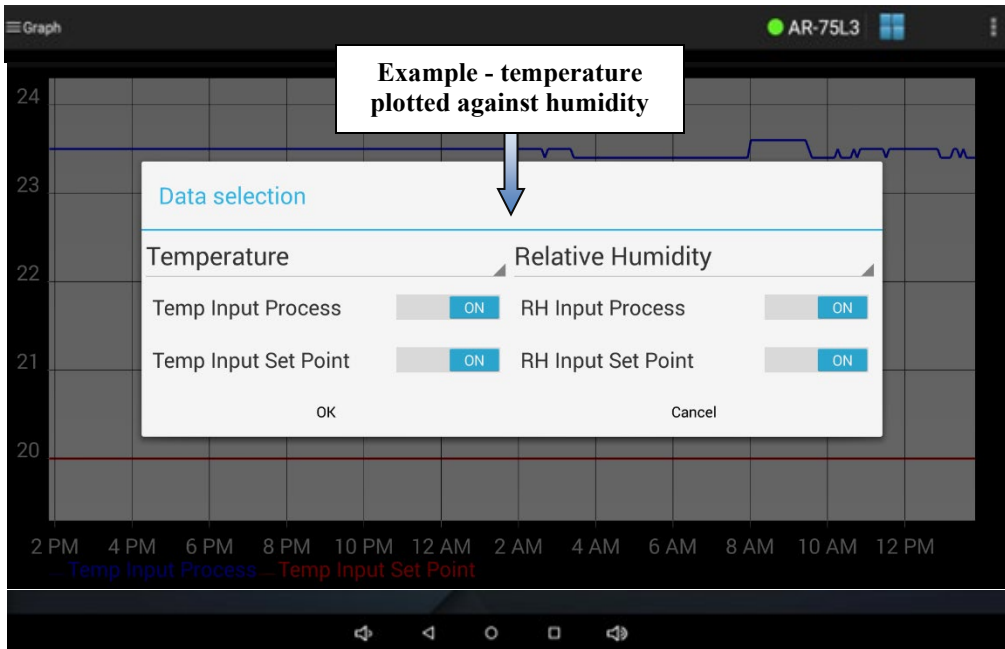 Graph
AR-75L3
Example - temperature
plotted against humidity
24
23
22
21
20
Data selection
Temperature
Relative Humidity
Temp Input Process
ON
RH Input Process
ON
Temp Input Set Point
ON
RH Input Set Point
ON
OK
Cancel
2 PM 4 PM 6 PM 8 PM 10 PM 12 AM 2 AM 4 AM 6 AM 8 AM 10 AM 12 PM
Temp Input Process Temp Input Set Point